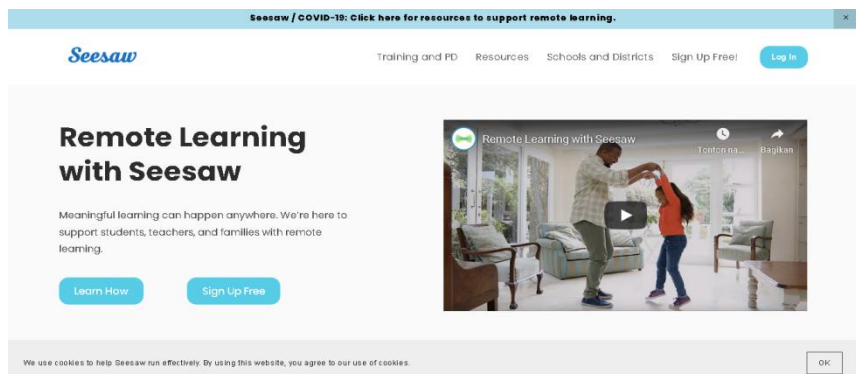 Seesaw / COVID-19: Click here for resources to support remote learning.
×
Seesaw
Training and PD Resources Schools and Districts Sign Up Free! Log In
Remote Learning
with Seesaw
Meaningful learning can happen anywhere. We're here to
support students, teachers, and families with remote
learning.
Learn How Sign Up Free
Remote Learning with Seesaw
Tonton na... Bagikan
We use cookies to help Seesaw run effectively. By using this website, you agree to our use of cookies.
OK